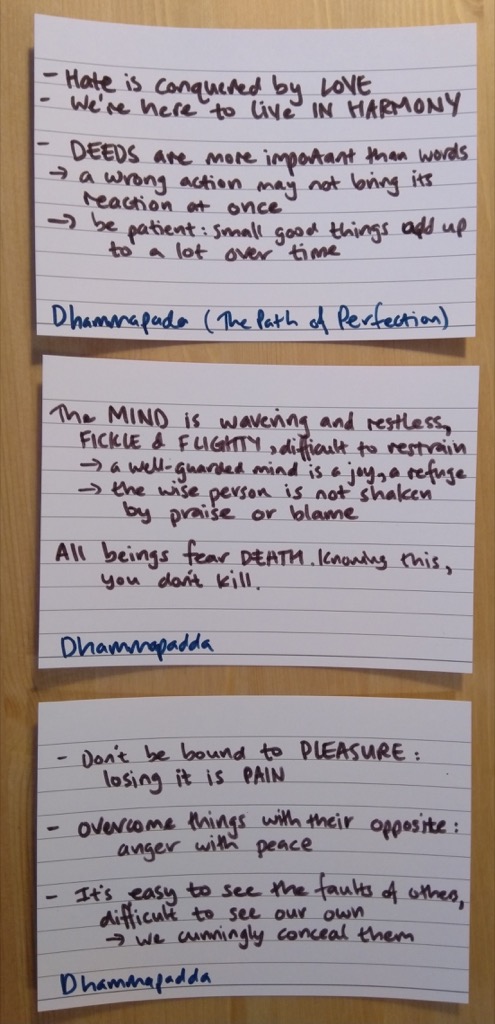 - Hate is conquered by LOVE
- We're here to live IN HARMONY
- DEEDS are more important than words
→ a wrong action may not bring its
reaction at once
→ be patient: small good things add up
to a lot over time
Dhammapada (The Path of Perfection)
The MIND is wavering and restless,
FICKLE & FLIGHTY, difficult to restrain
→ a well-guarded mind is a joy, a refuge
→ the wise person is not shaken
by praise or blame
All beings fear DEATH. Knowing this,
you don't kill.
Dhammapadda
- Don't be bound to PLEASURE:
losing it is PAIN
- overcome things with their opposite:
anger with peace
- It's easy to see the faults of others,
difficult to see our own
→ we cunningly conceal them
Dhammapadda